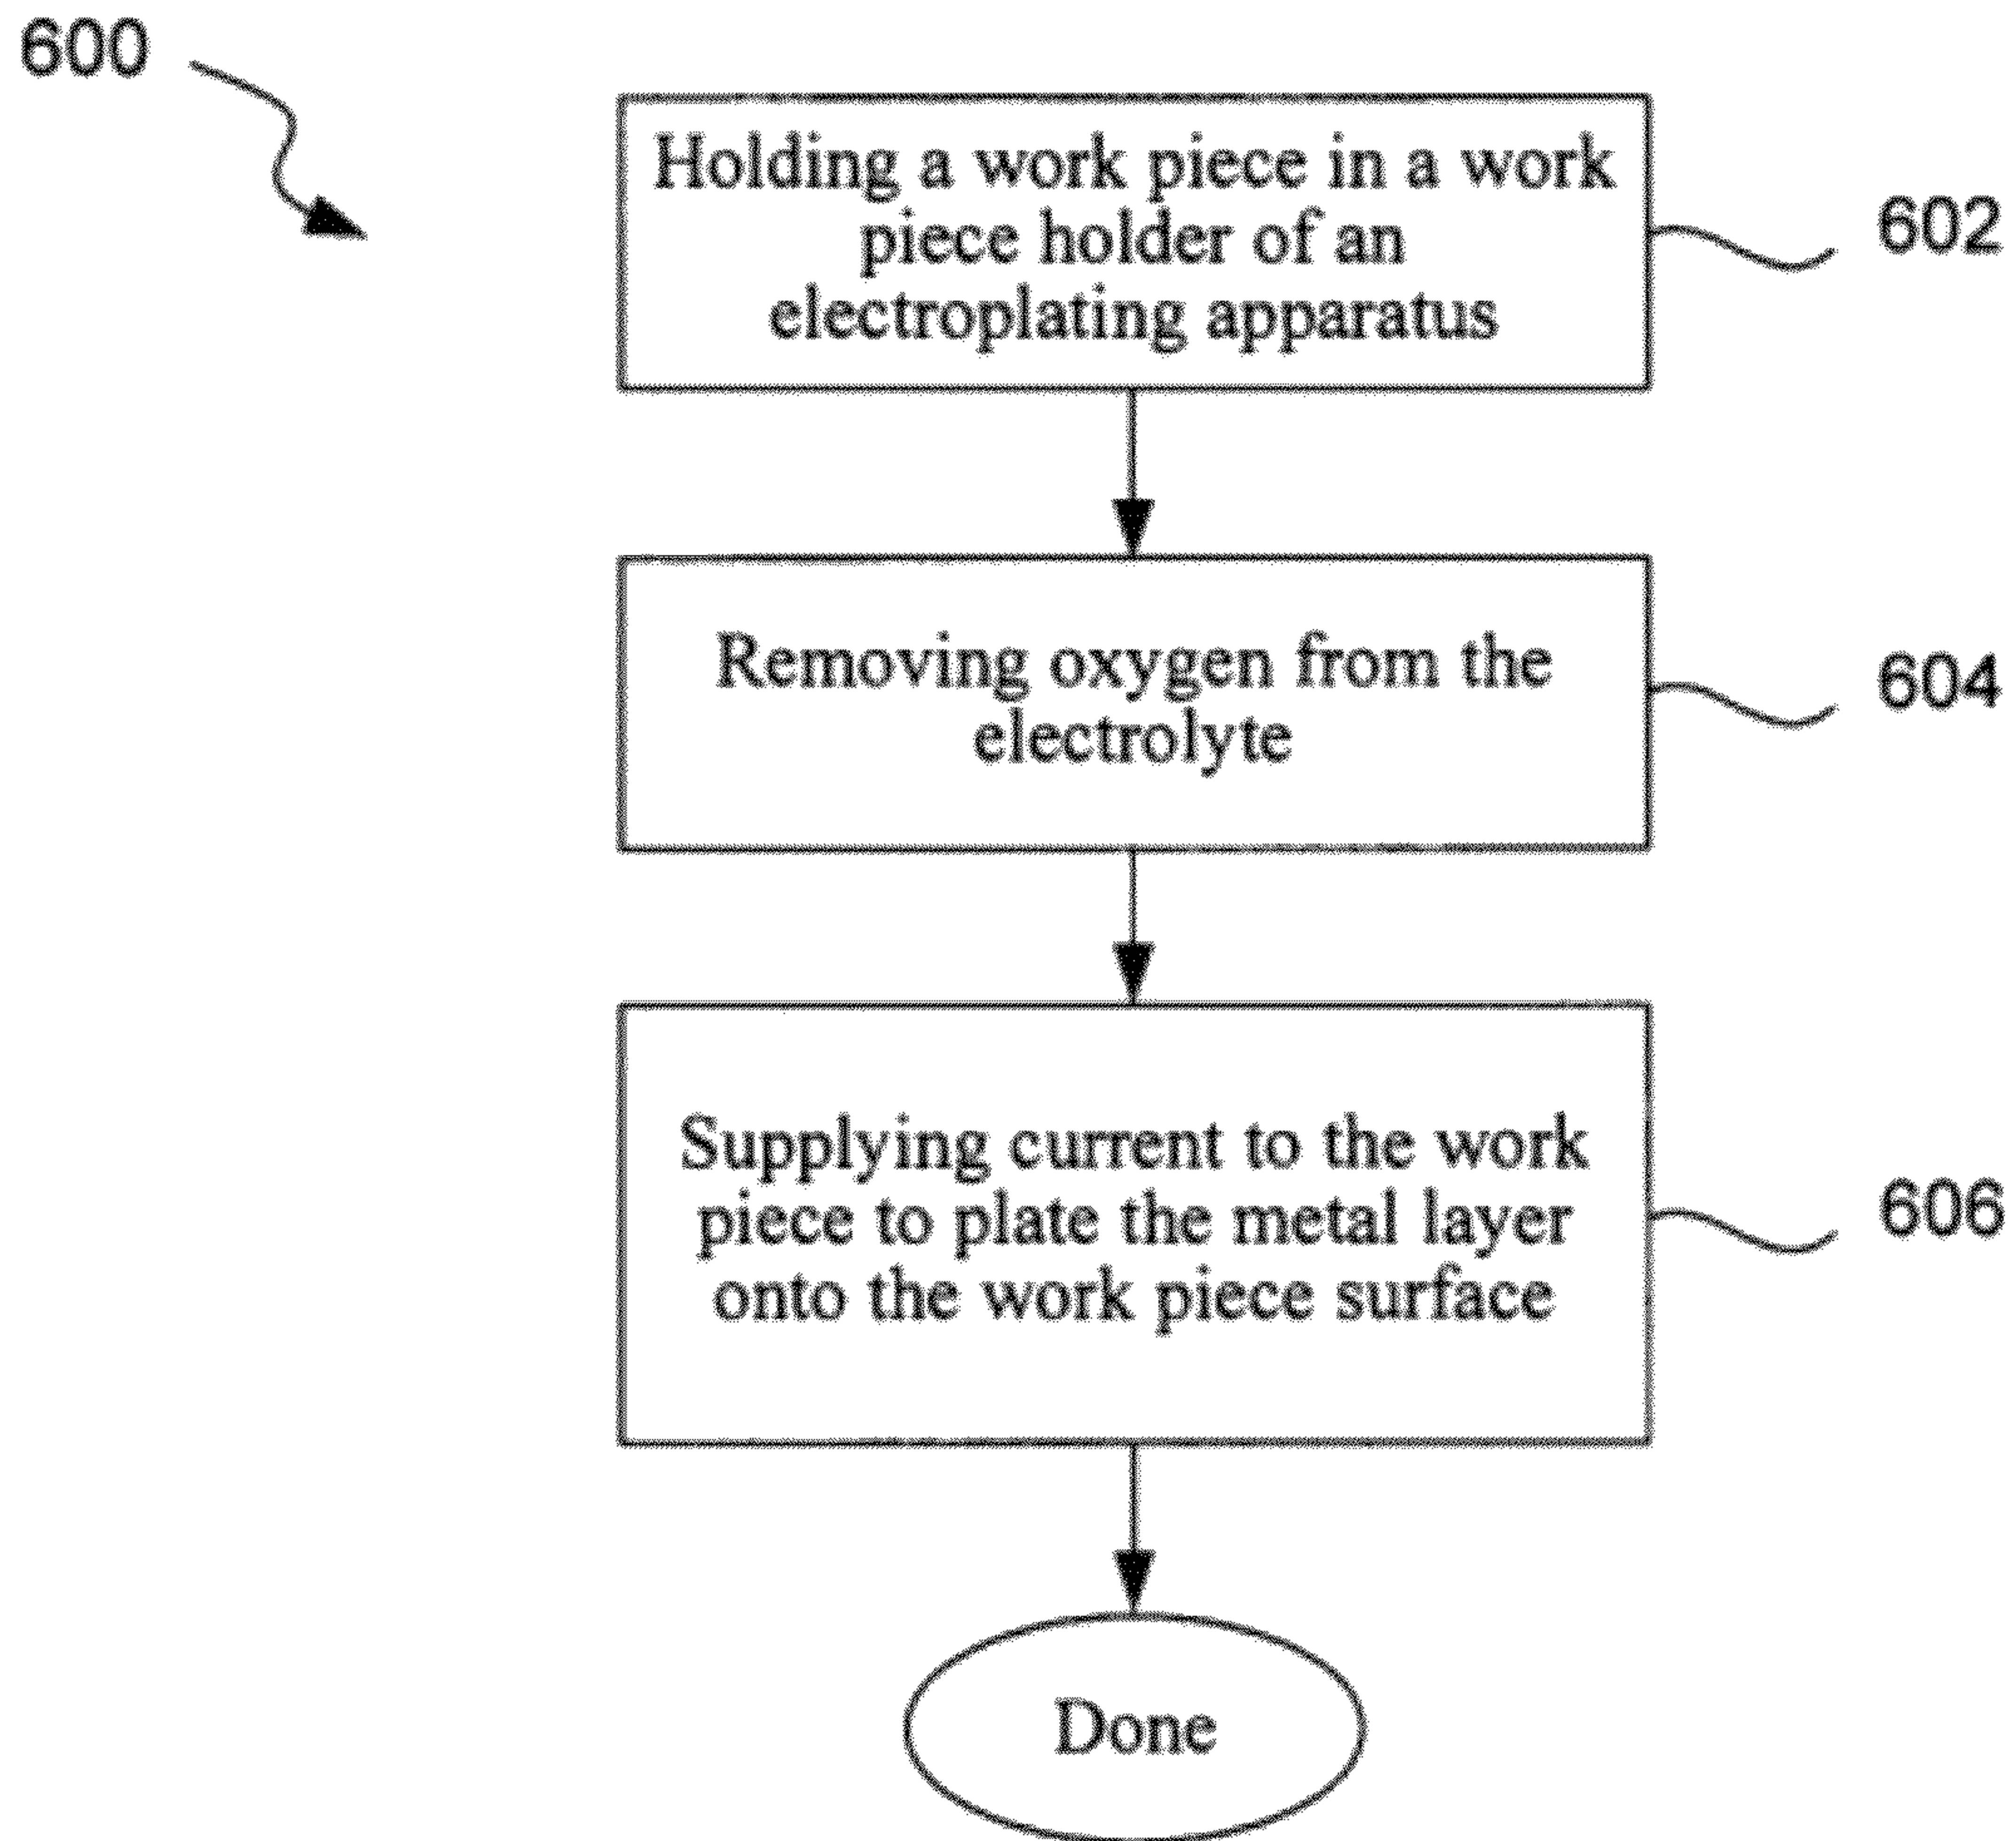 600
Holding a work piece in a work
piece holder of an
electroplating apparatus
602
Removing oxygen from the
electrolyte
604
Supplying current to the work
piece to plate the metal layer
onto the work piece surface
606
Done